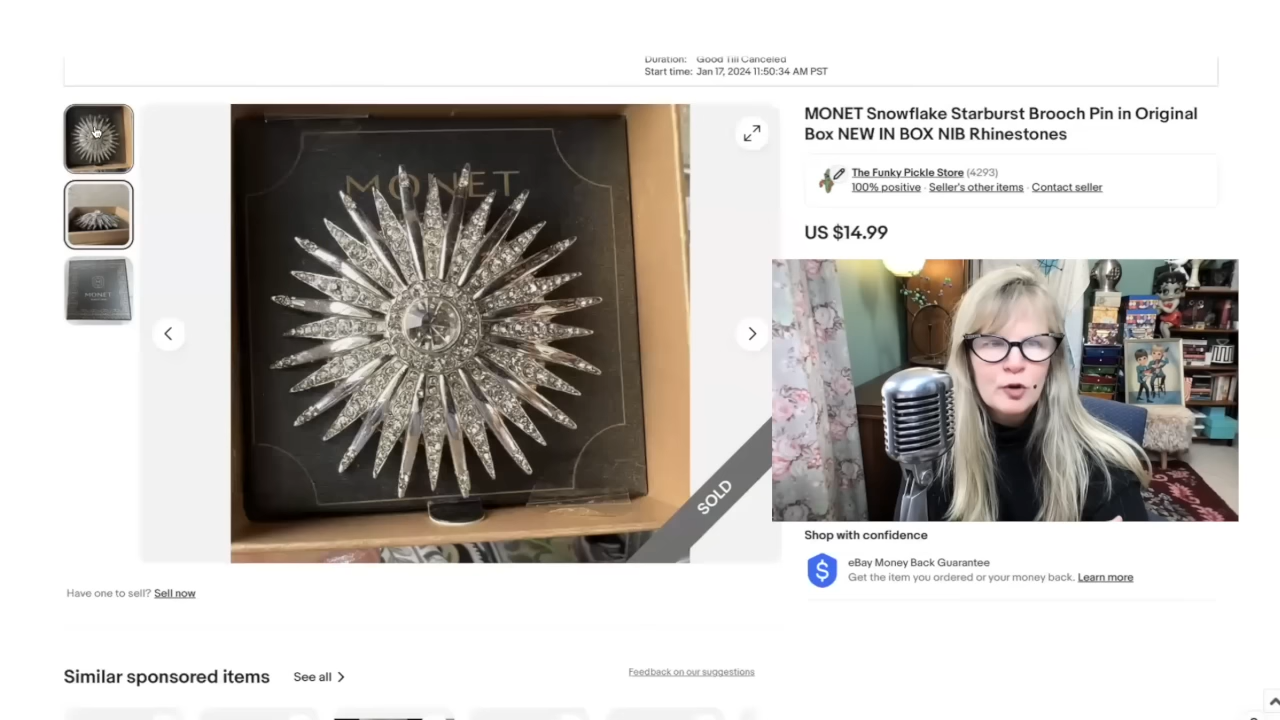 Duration: Good Till Canceled
Start time: Jan 17, 2024 11:50:34 AM PST
MONET Snowflake Starburst Brooch Pin in Original
Box NEW IN BOX NIB Rhinestones
The Funky Pickle Store (4293)
100% positive · Seller's other items · Contact seller
US $14.99
MONET
MONET
SOLD
Shop with confidence
eBay Money Back Guarantee
Get the item you ordered or your money back. Learn more
Have one to sell? Sell now
Similar sponsored items See all
Feedback on our suggestions